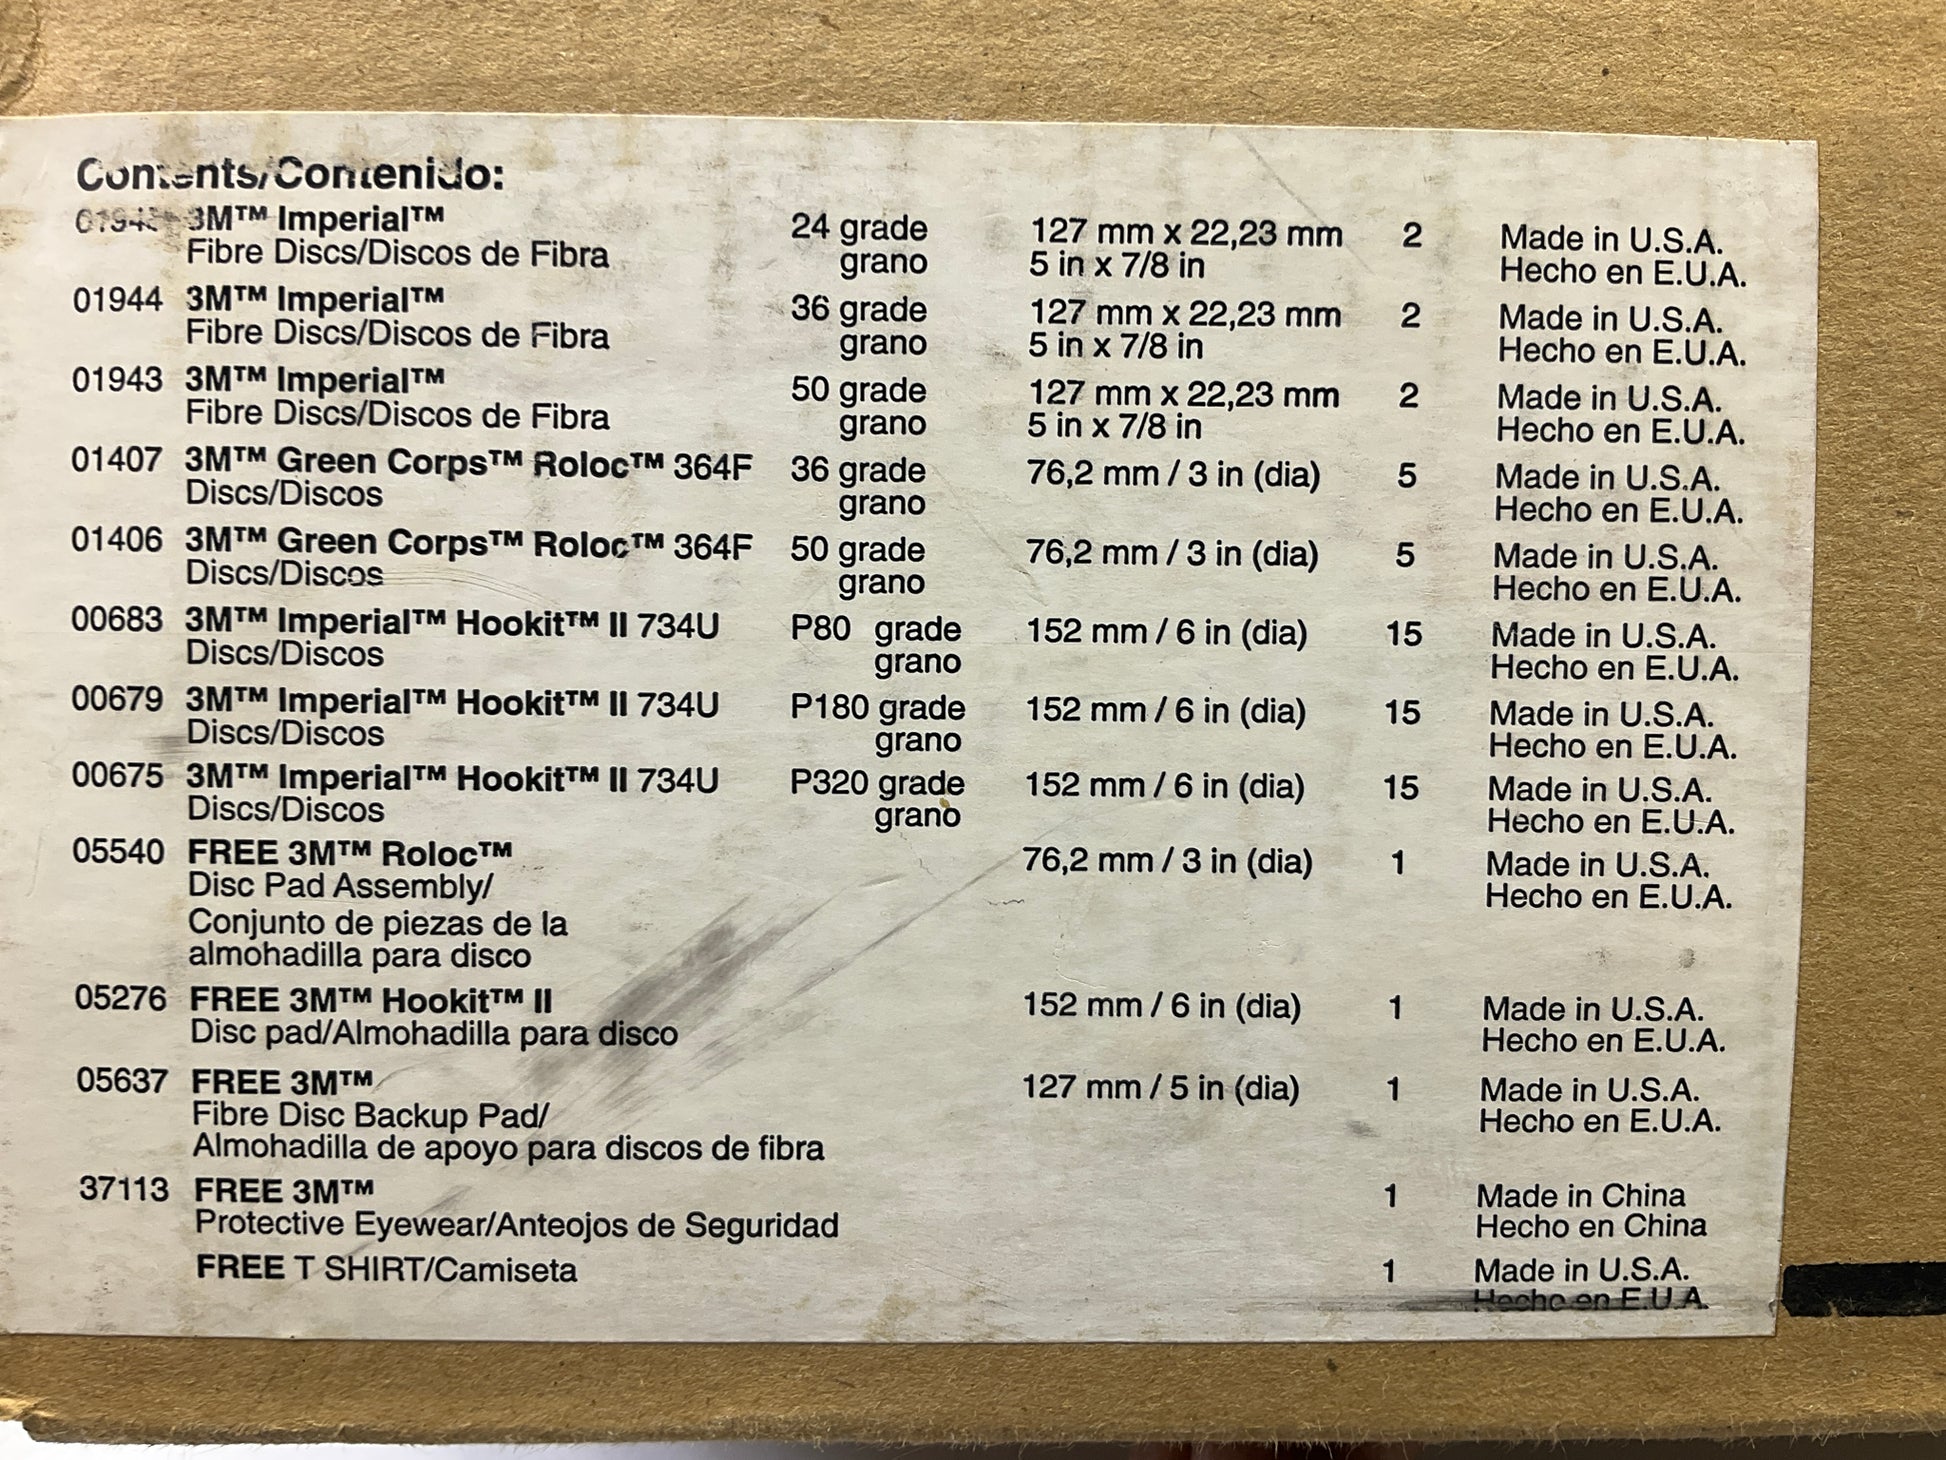 Contents/Contenido:
3M™ Imperial™ 24 grade 127 mm x 22,23 mm 2 Made in U.S.A.
Fibre Discs/Discos de Fibra grano 5 in x 7/8 in Hecho en E.U.A.
01944 3M™ Imperial™ 36 grade 127 mm x 22,23 mm 2 Made in U.S.A.
Fibre Discs/Discos de Fibra grano 5 in x 7/8 in Hecho en E.U.A.
01943 3M™ Imperial™ 50 grade 127 mm x 22,23 mm 2 Made in U.S.A.
Fibre Discs/Discos de Fibra grano 5 in x 7/8 in Hecho en E.U.A.
01407 3M™ Green Corps™ Roloc™ 364F 36 grade 76,2 mm / 3 in (dia) 5 Made in U.S.A.
Discs/Discos grano Hecho en E.U.A.
01406 3M™ Green Corps™ Roloc™ 364F 50 grade 76,2 mm / 3 in (dia) 5 Made in U.S.A.
Discs/Discos grano Hecho en E.U.A.
00683 3M™ Imperial™ Hookit™ II 734U P80 grade 152 mm / 6 in (dia) 15 Made in U.S.A.
Discs/Discos grano Hecho en E.U.A.
00679 3M™ Imperial™ Hookit™ II 734U P180 grade 152 mm / 6 in (dia) 15 Made in U.S.A.
Discs/Discos grano Hecho en E.U.A.
00675 3M™ Imperial™ Hookit™ II 734U P320 grade 152 mm / 6 in (dia) 15 Made in U.S.A.
Discs/Discos grano Hecho en E.U.A.
05540 FREE 3M™ Roloc™ 76,2 mm / 3 in (dia) 1 Made in U.S.A.
Disc Pad Assembly/ Hecho en E.U.A.
Conjunto de piezas de la
almohadilla para disco
05276 FREE 3M™ Hookit™ II 152 mm / 6 in (dia) 1 Made in U.S.A.
Disc pad/Almohadilla para disco Hecho en E.U.A.
05637 FREE 3M™ 127 mm / 5 in (dia) 1 Made in U.S.A.
Fibre Disc Backup Pad/ Hecho en E.U.A.
Almohadilla de apoyo para discos de fibra
37113 FREE 3M™ 1 Made in China
Protective Eyewear/Anteojos de Seguridad Hecho en China
FREE T SHIRT/Camiseta 1 Made in U.S.A.
Hecho en E.U.A.